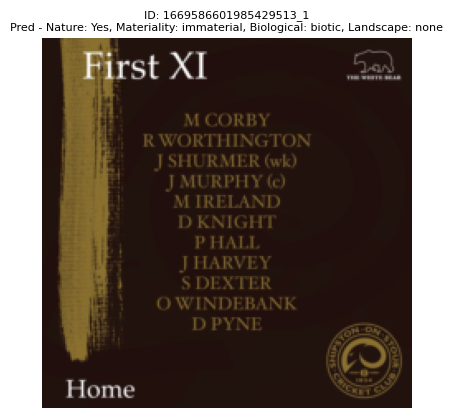 ID: 1669586601985429513_1
Pred - Nature: Yes, Materiality: immaterial, Biological: biotic, Landscape: none
First XI
THE WHITE BEAR
M CORBY
R WORTHINGTON
J SHURMER (wk)
J MURPHY (c)
M IRELAND
D KNIGHT
P HALL
J HARVEY
S DEXTER
O WINDEBANK
D PYNE
SHIPSTON-ON-STOUR
CRICKET CLUB
Home